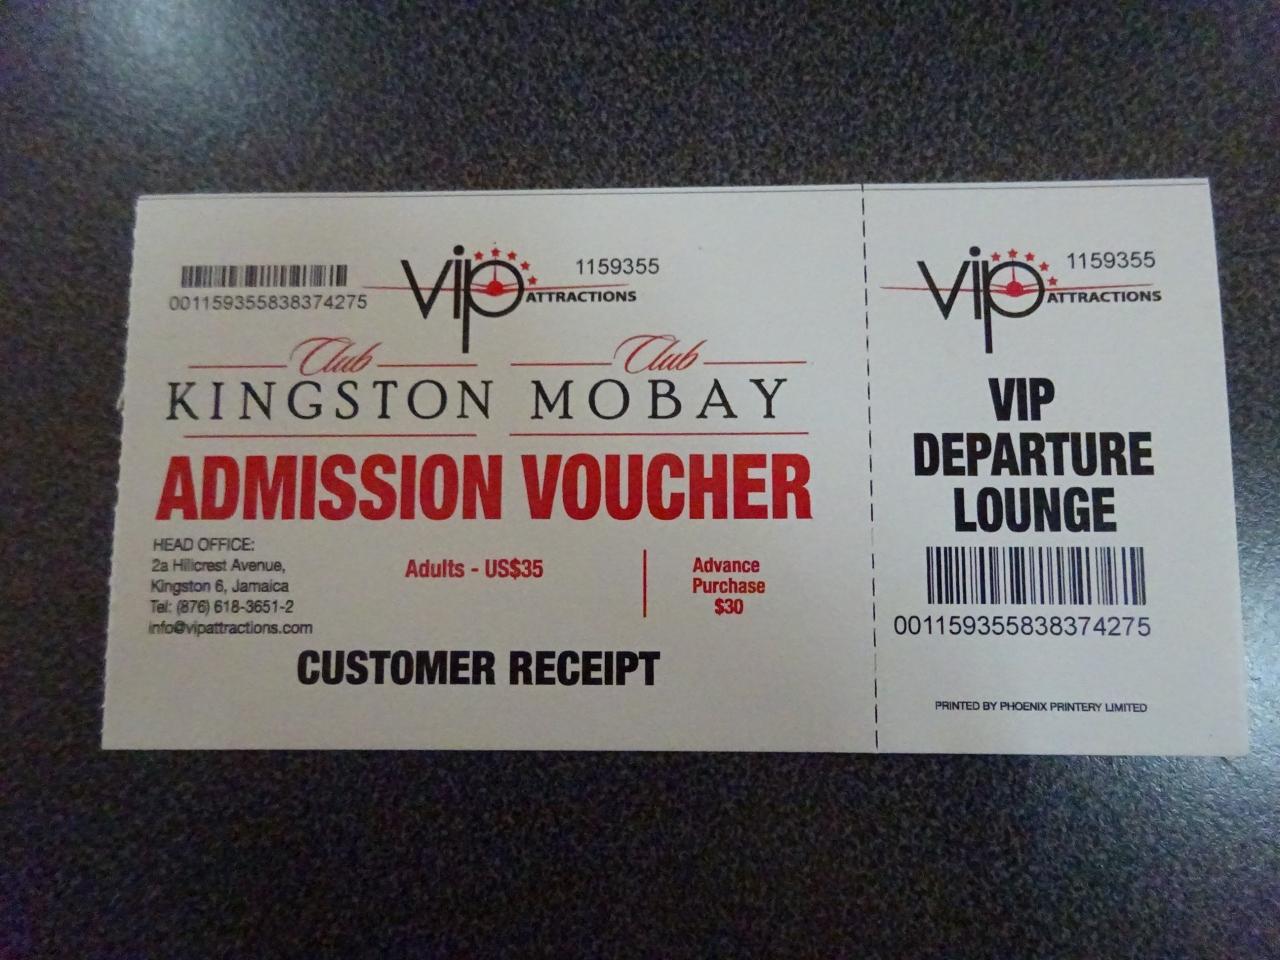 001159355838374275
vip ATTRACTIONS
1159355
Club KINGSTON
Club MOBAY
ADMISSION VOUCHER
HEAD OFFICE:
2a Hillcrest Avenue,
Kingston 6, Jamaica
Tel: (876) 618-3651-2
info@vipattractions.com
Adults - US$35
Advance
Purchase
$30
CUSTOMER RECEIPT
vip ATTRACTIONS
1159355
VIP
DEPARTURE
LOUNGE
001159355838374275
PRINTED BY PHOENIX PRINTERY LIMITED